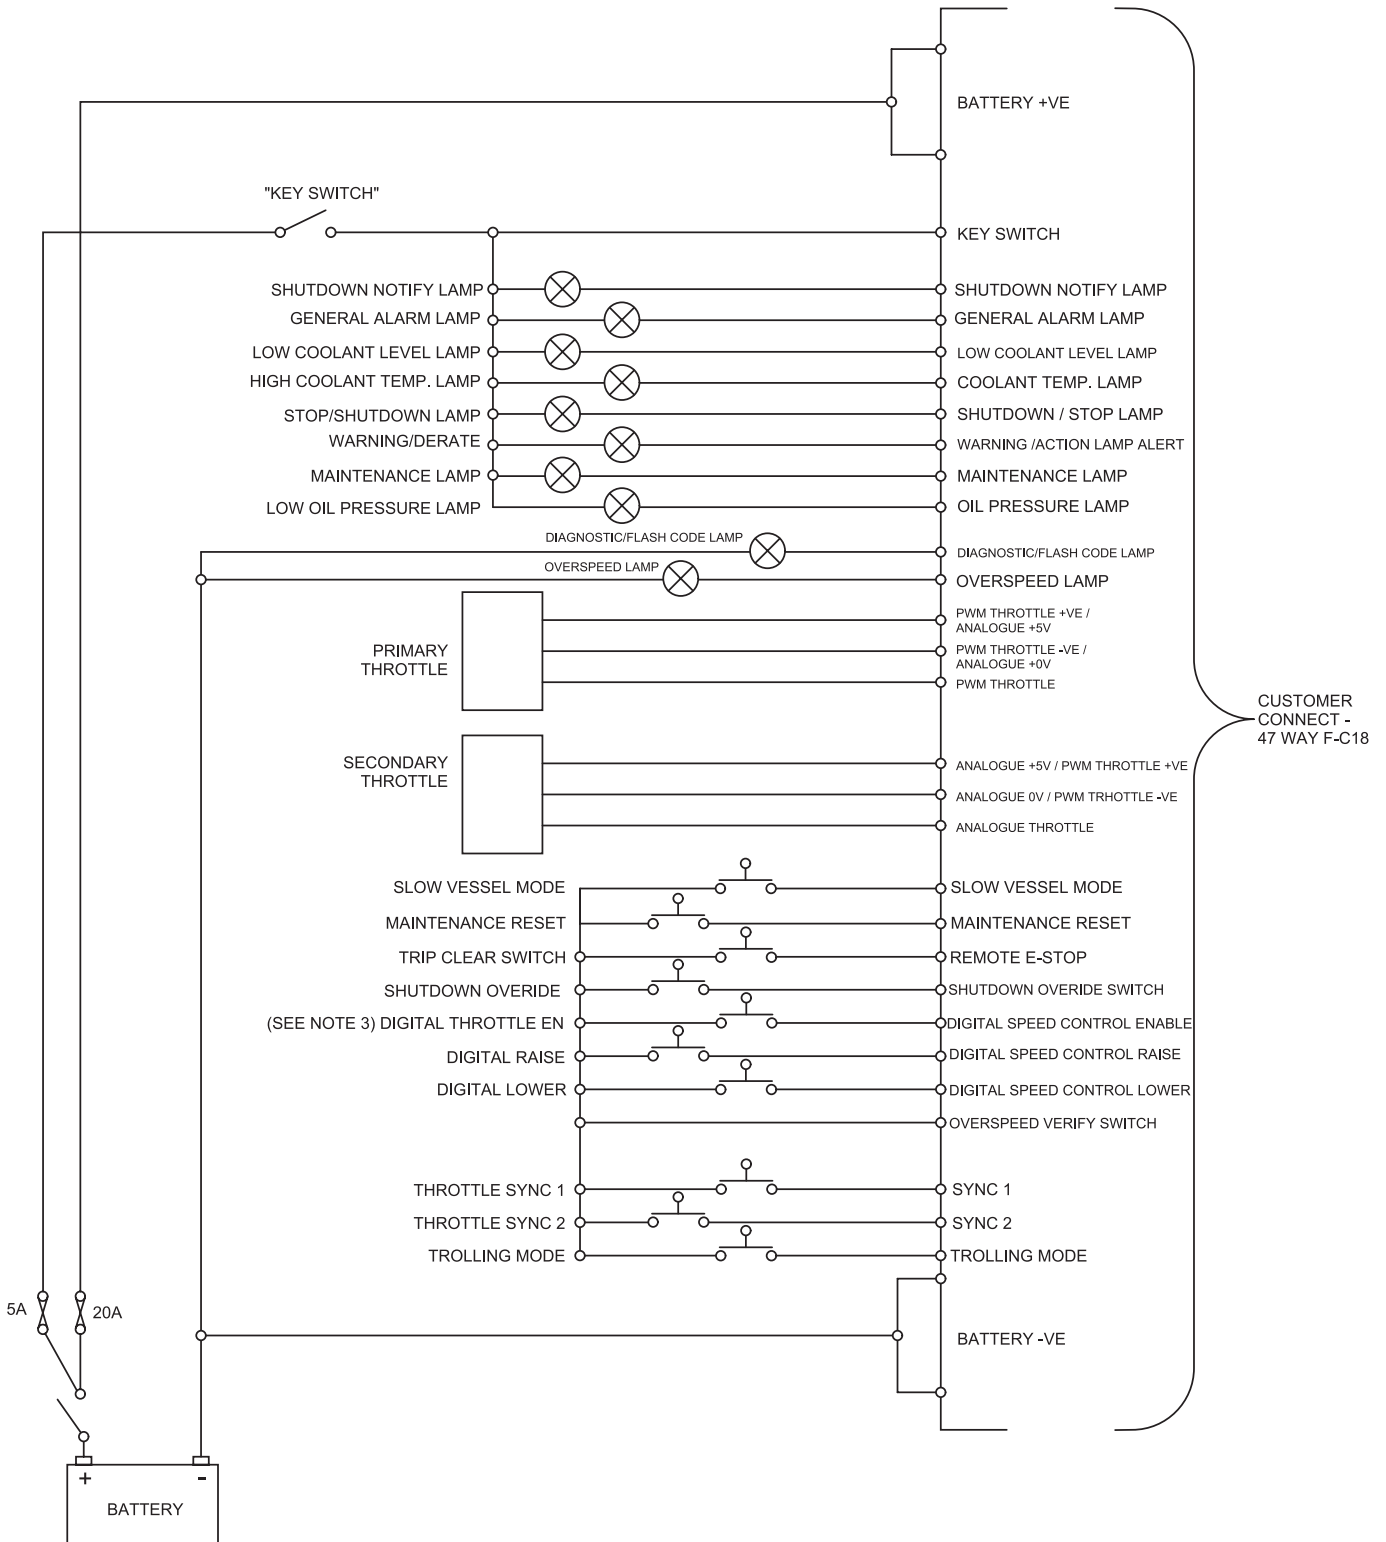 BATTERY +VE
"KEY SWITCH"
KEY SWITCH
SHUTDOWN NOTIFY LAMP
SHUTDOWN NOTIFY LAMP
GENERAL ALARM LAMP
GENERAL ALARM LAMP
LOW COOLANT LEVEL LAMP
LOW COOLANT LEVEL LAMP
HIGH COOLANT TEMP. LAMP
COOLANT TEMP. LAMP
STOP/SHUTDOWN LAMP
SHUTDOWN / STOP LAMP
WARNING/DERATE
WARNING /ACTION LAMP ALERT
MAINTENANCE LAMP
MAINTENANCE LAMP
LOW OIL PRESSURE LAMP
OIL PRESSURE LAMP
DIAGNOSTIC/FLASH CODE LAMP
DIAGNOSTIC/FLASH CODE LAMP
OVERSPEED LAMP
OVERSPEED LAMP
PRIMARY
THROTTLE
PWM THROTTLE +VE /
ANALOGUE +5V
PWM THROTTLE -VE /
ANALOGUE +0V
PWM THROTTLE
CUSTOMER
CONNECT -
47 WAY F-C18
SECONDARY
THROTTLE
ANALOGUE +5V / PWM THROTTLE +VE
ANALOGUE 0V / PWM TRHOTTLE -VE
ANALOGUE THROTTLE
SLOW VESSEL MODE
SLOW VESSEL MODE
MAINTENANCE RESET
MAINTENANCE RESET
TRIP CLEAR SWITCH
REMOTE E-STOP
SHUTDOWN OVERIDE
SHUTDOWN OVERIDE SWITCH
(SEE NOTE 3) DIGITAL THROTTLE EN
DIGITAL SPEED CONTROL ENABLE
DIGITAL RAISE
DIGITAL SPEED CONTROL RAISE
DIGITAL LOWER
DIGITAL SPEED CONTROL LOWER
OVERSPEED VERIFY SWITCH
THROTTLE SYNC 1
SYNC 1
THROTTLE SYNC 2
SYNC 2
TROLLING MODE
TROLLING MODE
5A
20A
BATTERY -VE
+
-
BATTERY